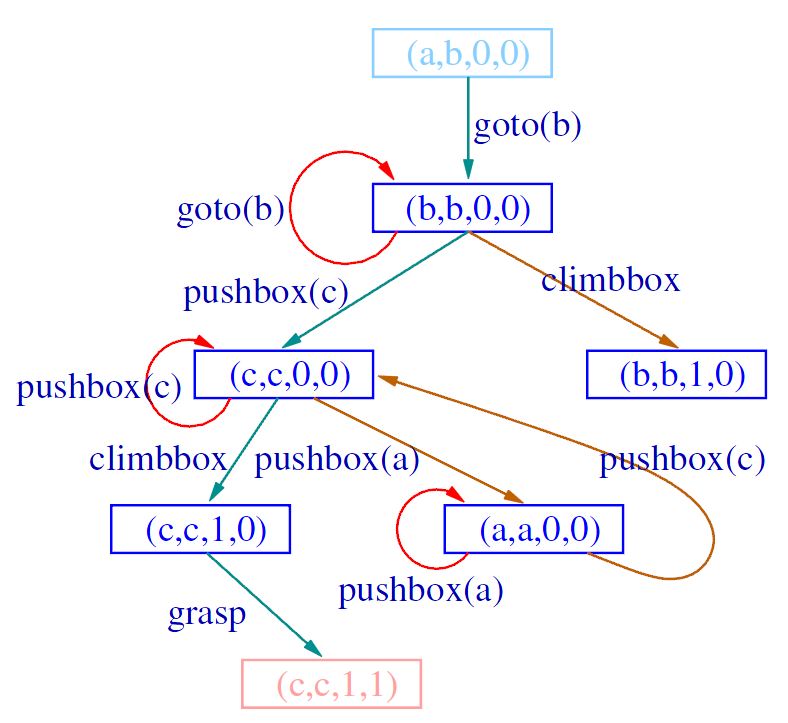 (a,b,0,0)
goto(b)
goto(b)
(b,b,0,0)
pushbox(c)
climbbox
pushbox(c)
(c,c,0,0)
(b,b,1,0)
climbbox
pushbox(a)
pushbox(c)
(c,c,1,0)
(a,a,0,0)
pushbox(a)
grasp
(c,c,1,1)